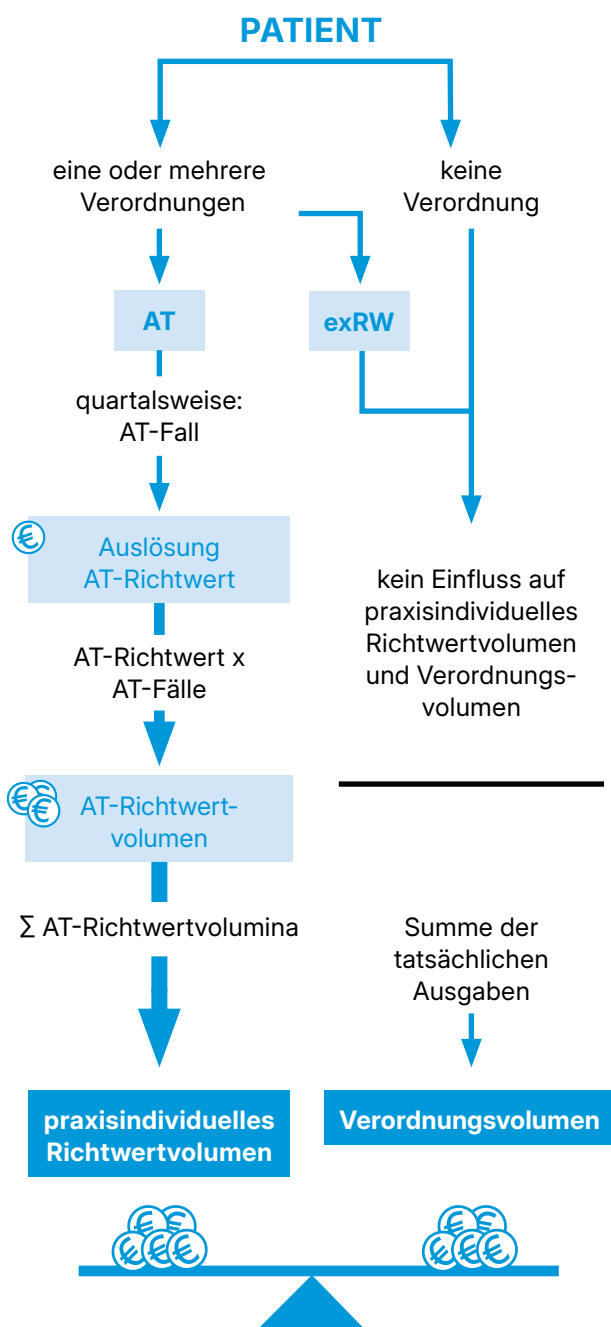 PATIENT
eine oder mehrere
Verordnungen
keine
Verordnung
AT
exRW
quartalsweise:
AT-Fall
€
Auslösung
AT-Richtwert
kein Einfluss auf
praxisindividuelles
Richtwertvolumen
und Verordnungs-
volumen
AT-Richtwert x
AT-Fälle
€€€€
AT-Richtwert-
volumen
∑ AT-Richtwertvolumina
Summe der
tatsächlichen
Ausgaben
praxisindividuelles
Richtwertvolumen
Verordnungsvolumen
€€
€€€
€€
€€€